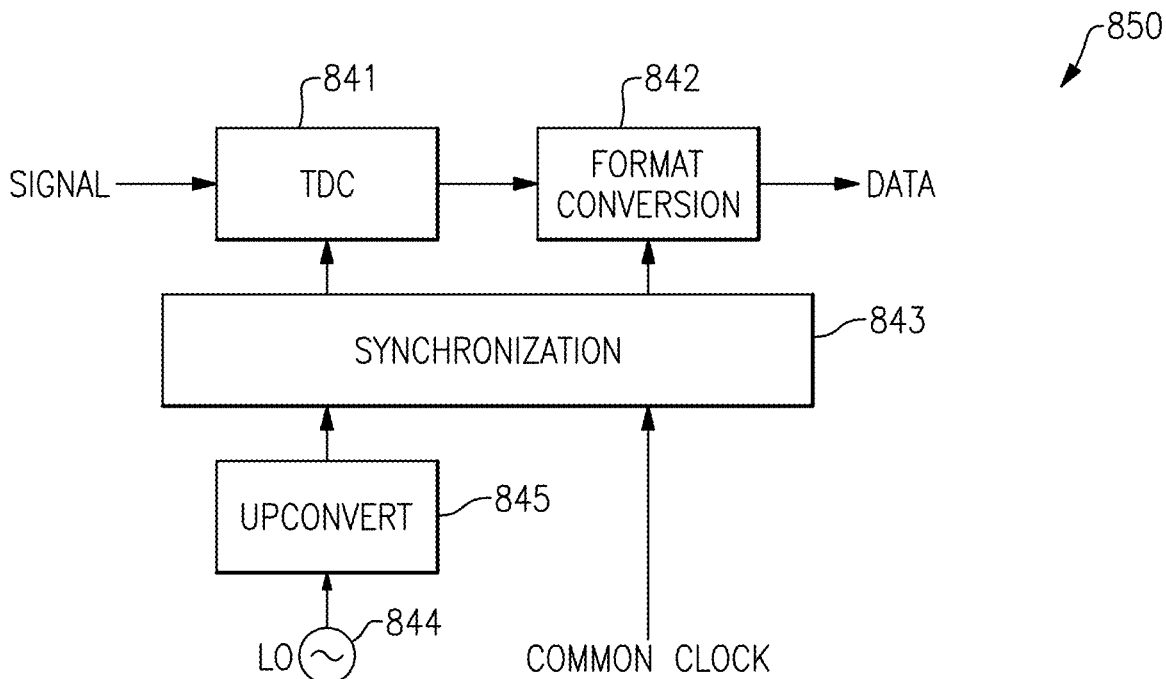 850
841
842
SIGNAL
TDC
FORMAT
CONVERSION
DATA
843
SYNCHRONIZATION
UPCONVERT
845
LO
844
COMMON CLOCK